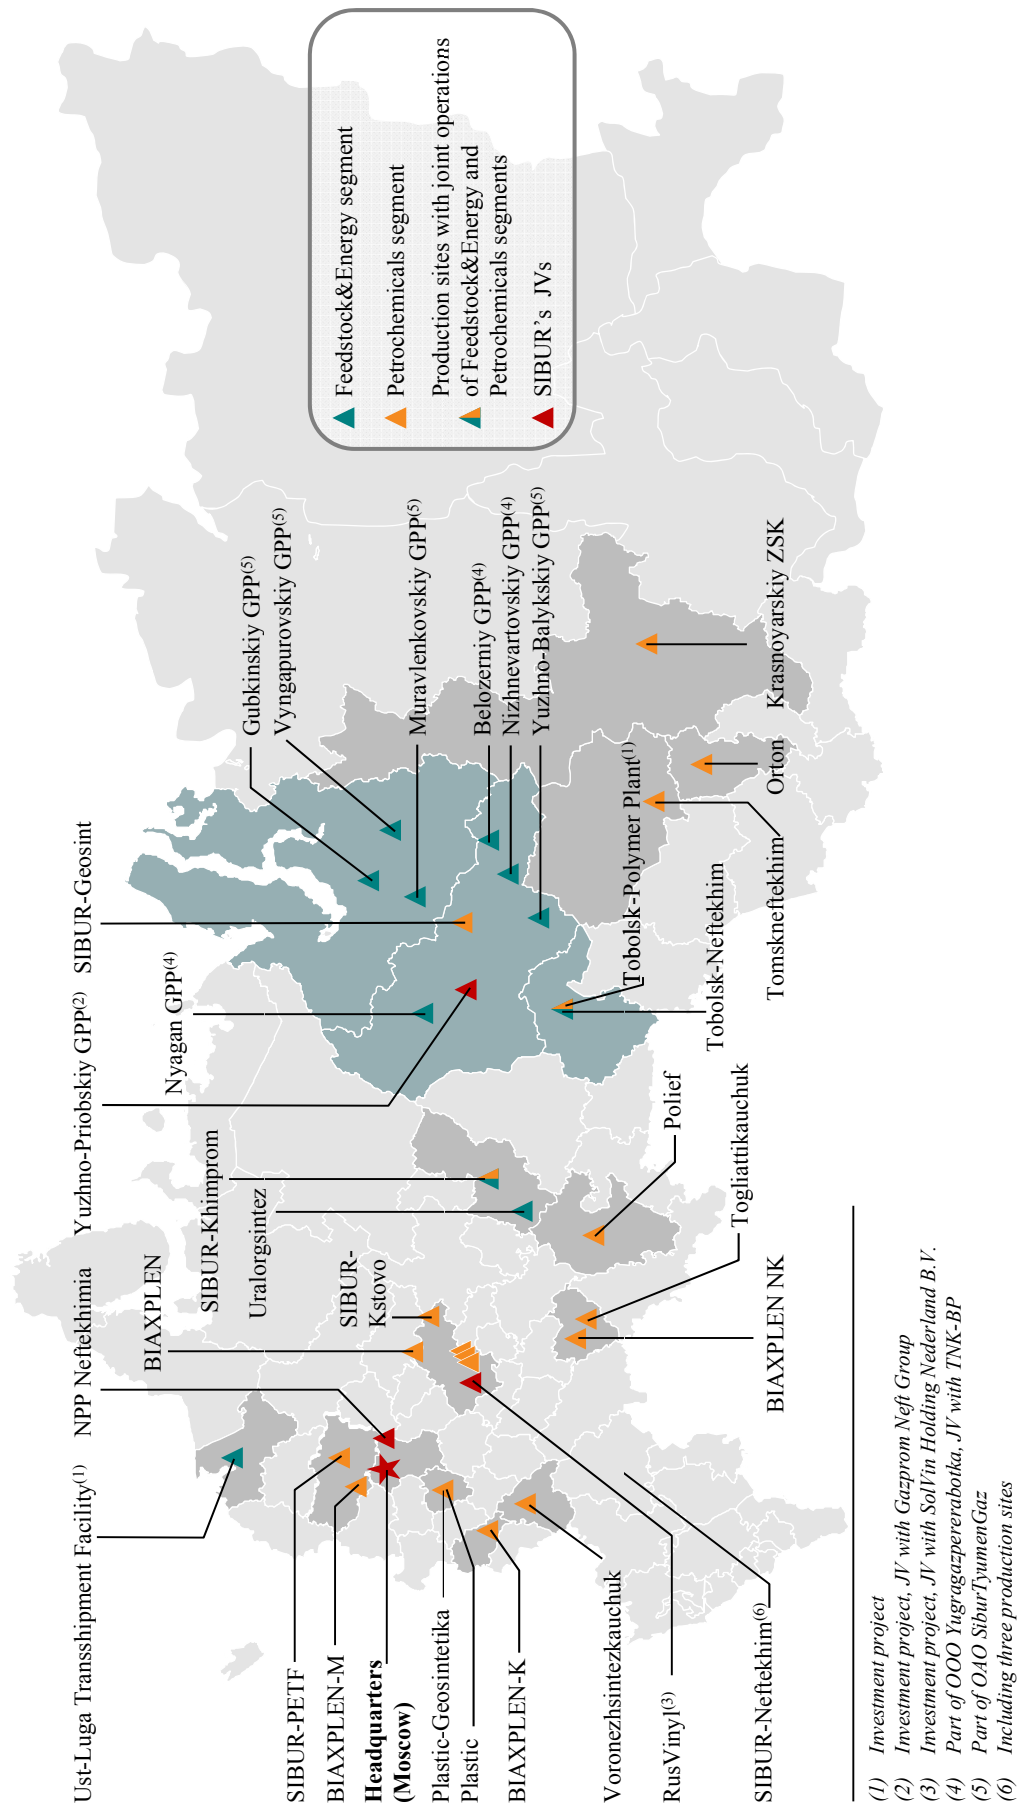 Ust-Luga Transshipment Facility(1)
NPP Neftekhimia
Yuzhno-Priobskiy GPP(2)
SIBUR-Geosint
BIAXPLEN
Nyagan GPP(4)
SIBUR-Khimprom
Uralorgsintez
Gubkinskiy GPP(5)
Vyngapurovskiy GPP(5)
SIBUR-PETF
BIAXPLEN-M
SIBUR-
Kstovo
Headquarters
(Moscow)
Muravlenkovskiy GPP(5)
Plastic-Geosintetika
Plastic
Belozerniy GPP(4)
Nizhnevartovskiy GPP(4)
Yuzhno-Balykskiy GPP(5)
BIAXPLEN-K
Voronezhsintezkauchuk
Tobolsk-Polymer Plant(1)
RusVinyl(3)
Polief
Tobolsk-Neftekhim
Togliattikauchuk
SIBUR-Neftekhim(6)
BIAXPLEN NK
Tomskneftekhim
Orton
Krasnoyarskiy ZSK
Feedstock&Energy segment
Petrochemicals segment
Production sites with joint operations
of Feedstock&Energy and
Petrochemicals segments
SIBUR's JVs
(1) Investment project
(2) Investment project, JV with Gazprom Neft Group
(3) Investment project, JV with SolVin Holding Nederland B.V.
(4) Part of OOO Yugragazpererabotka, JV with TNK-BP
(5) Part of OAO SiburTyumenGaz
(6) Including three production sites